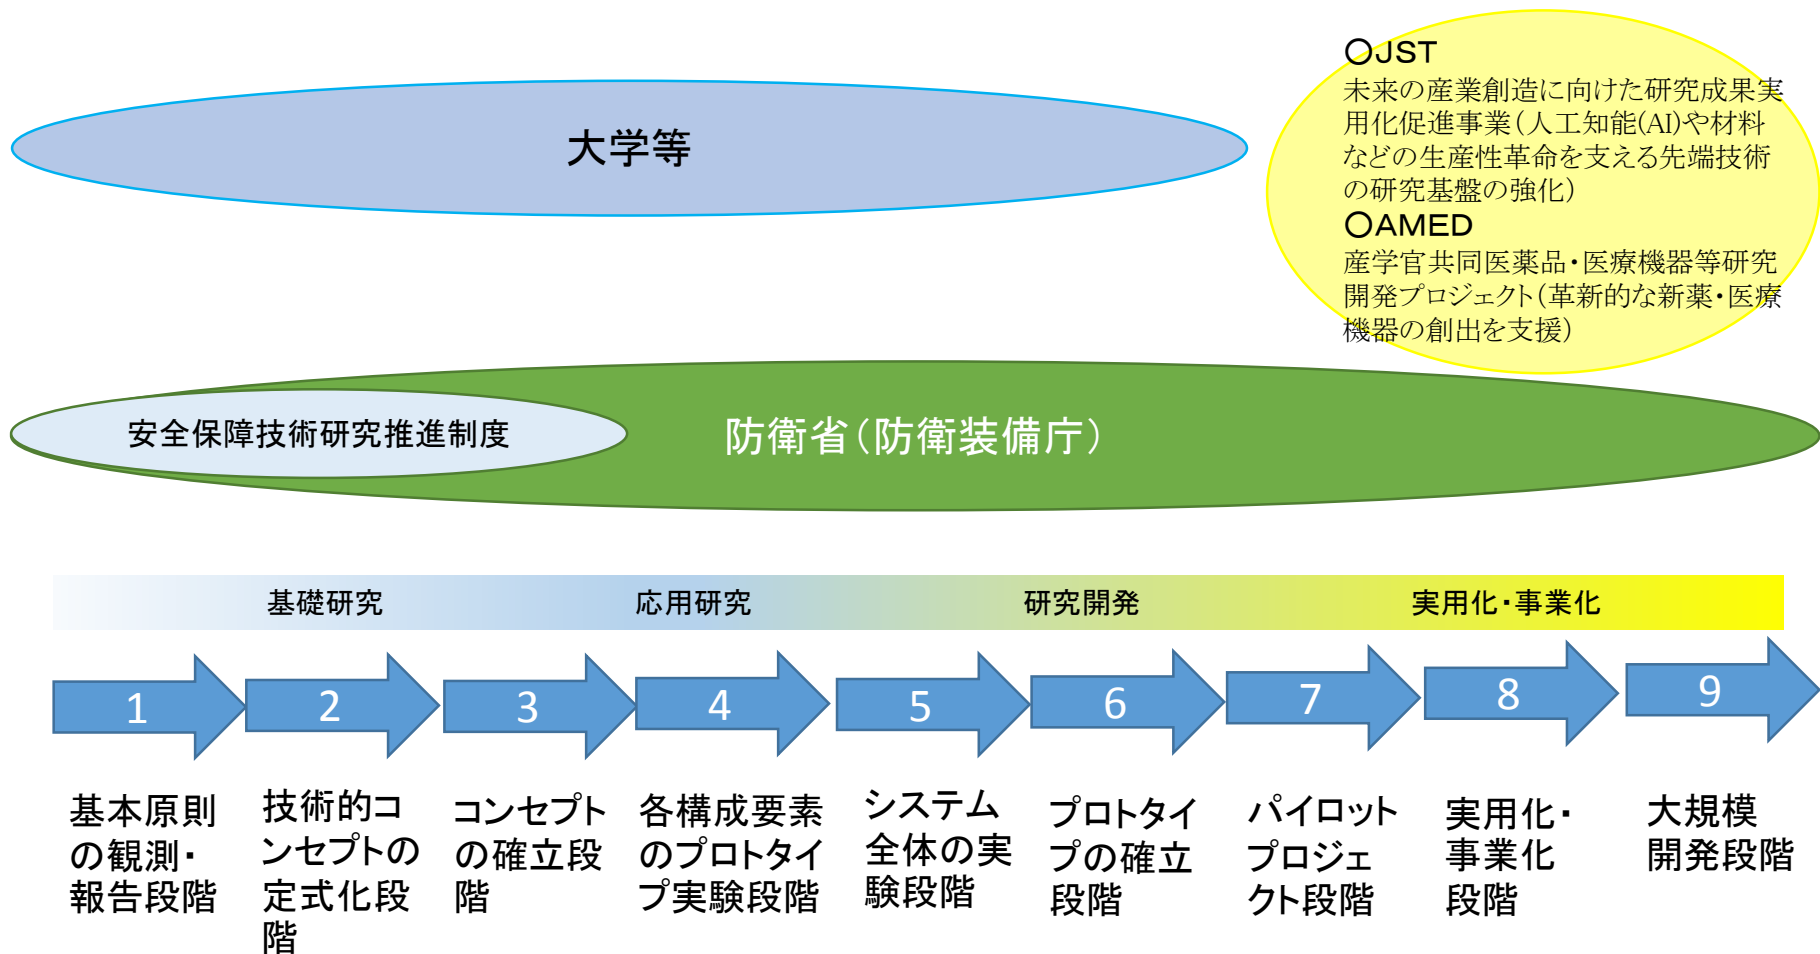 大学等
〇JST
未来の産業創造に向けた研究成果実
用化促進事業(人工知能(AI)や材料
などの生産性革命を支える先端技術
の研究基盤の強化)
〇AMED
産学官共同医薬品・医療機器等研究
開発プロジェクト(革新的な新薬・医療
機器の創出を支援)
安全保障技術研究推進制度
防衛省(防衛装備庁)
基礎研究
応用研究
研究開発
実用化・事業化
1
2
3
4
5
6
7
8
9
基本原則
の観測・
報告段階
技術的コ
ンセプトの
定式化段
階
コンセプト
の確立段
階
各構成要素
のプロトタイ
プ実験段階
システム
全体の実
験段階
プロトタイ
プの確立
段階
パイロット
プロジェ
クト段階
実用化・
事業化
段階
大規模
開発段階